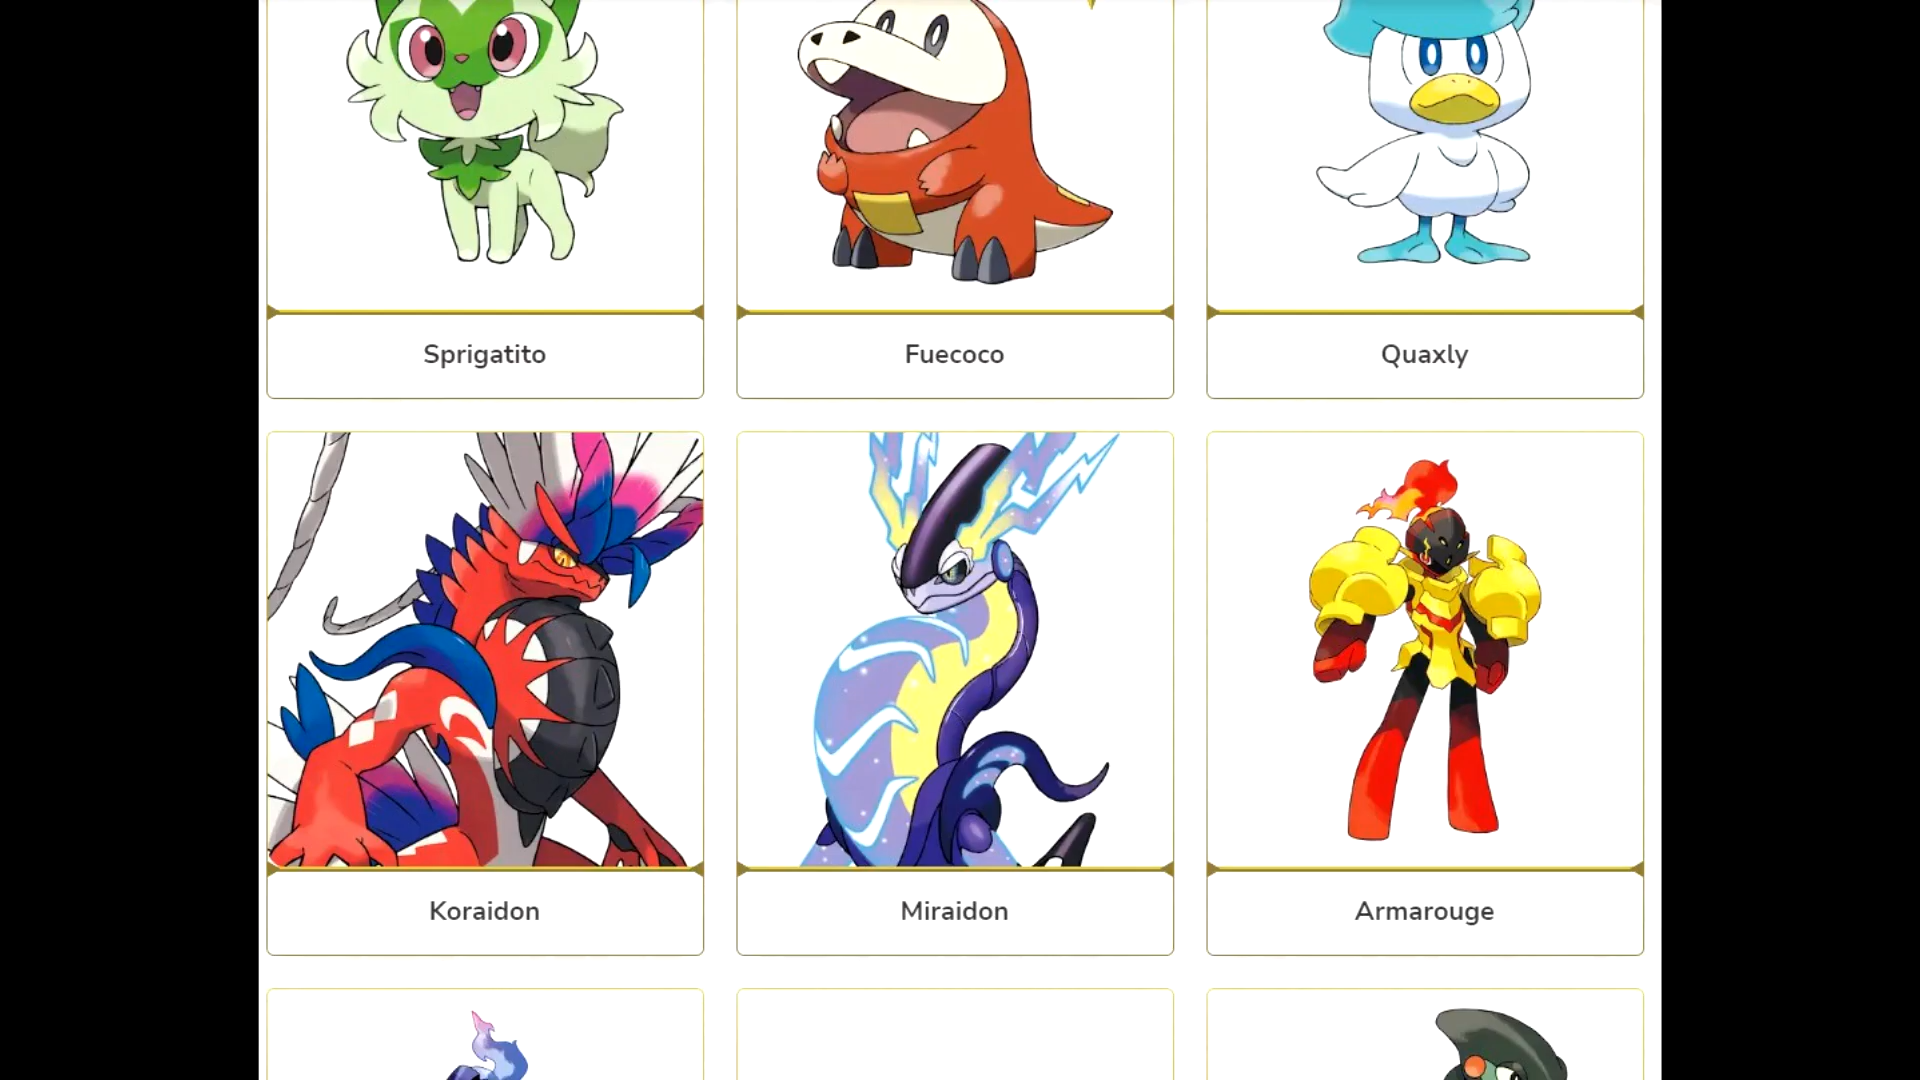 Sprigatito
Fuecoco
Quaxly
Koraidon
Miraidon
Armarouge